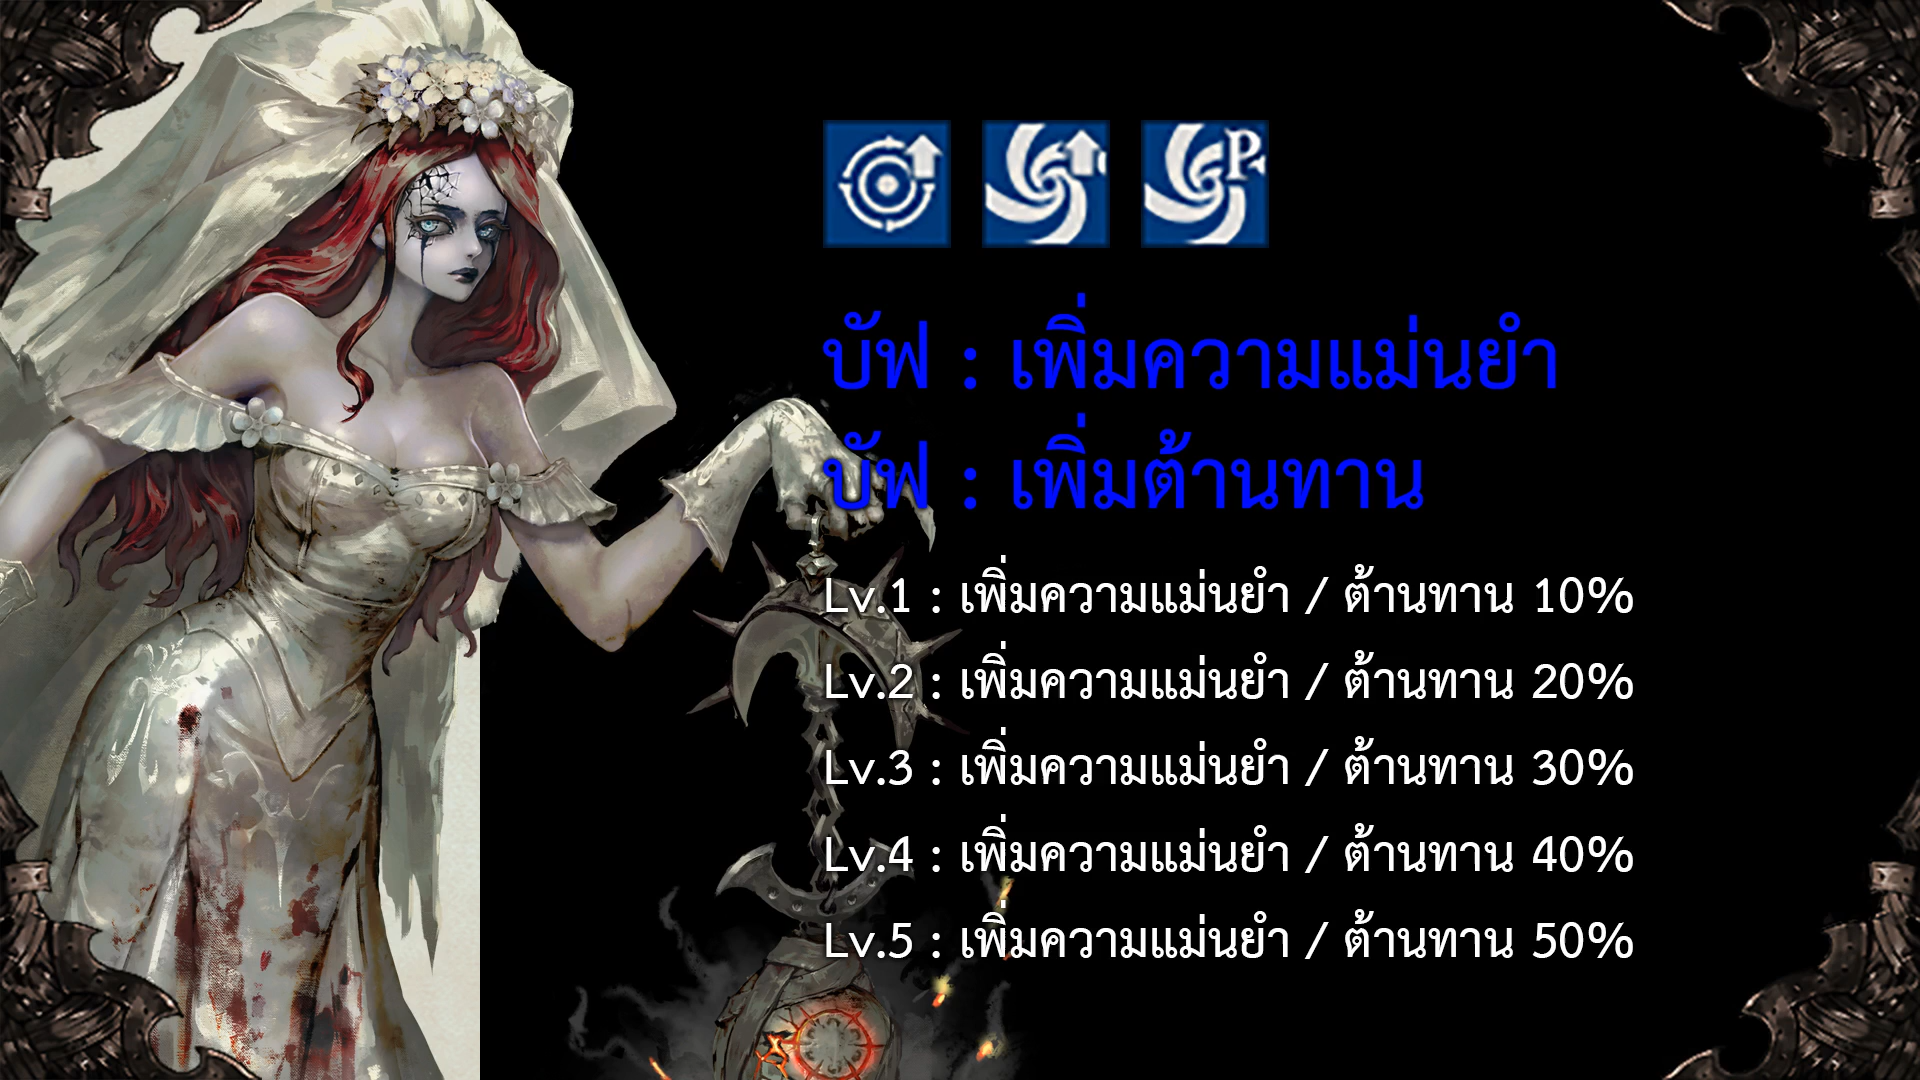 P
บัฟ : เพิ่มความแม่นยำ
บัฟ : เพิ่มต้านทาน
Lv.1 : เพิ่มความแม่นยำ / ต้านทาน 10%
Lv.2 : เพิ่มความแม่นยำ / ต้านทาน 20%
Lv.3 : เพิ่มความแม่นยำ / ต้านทาน 30%
Lv.4 : เพิ่มความแม่นยำ / ต้านทาน 40%
Lv.5 : เพิ่มความแม่นยำ / ต้านทาน 50%